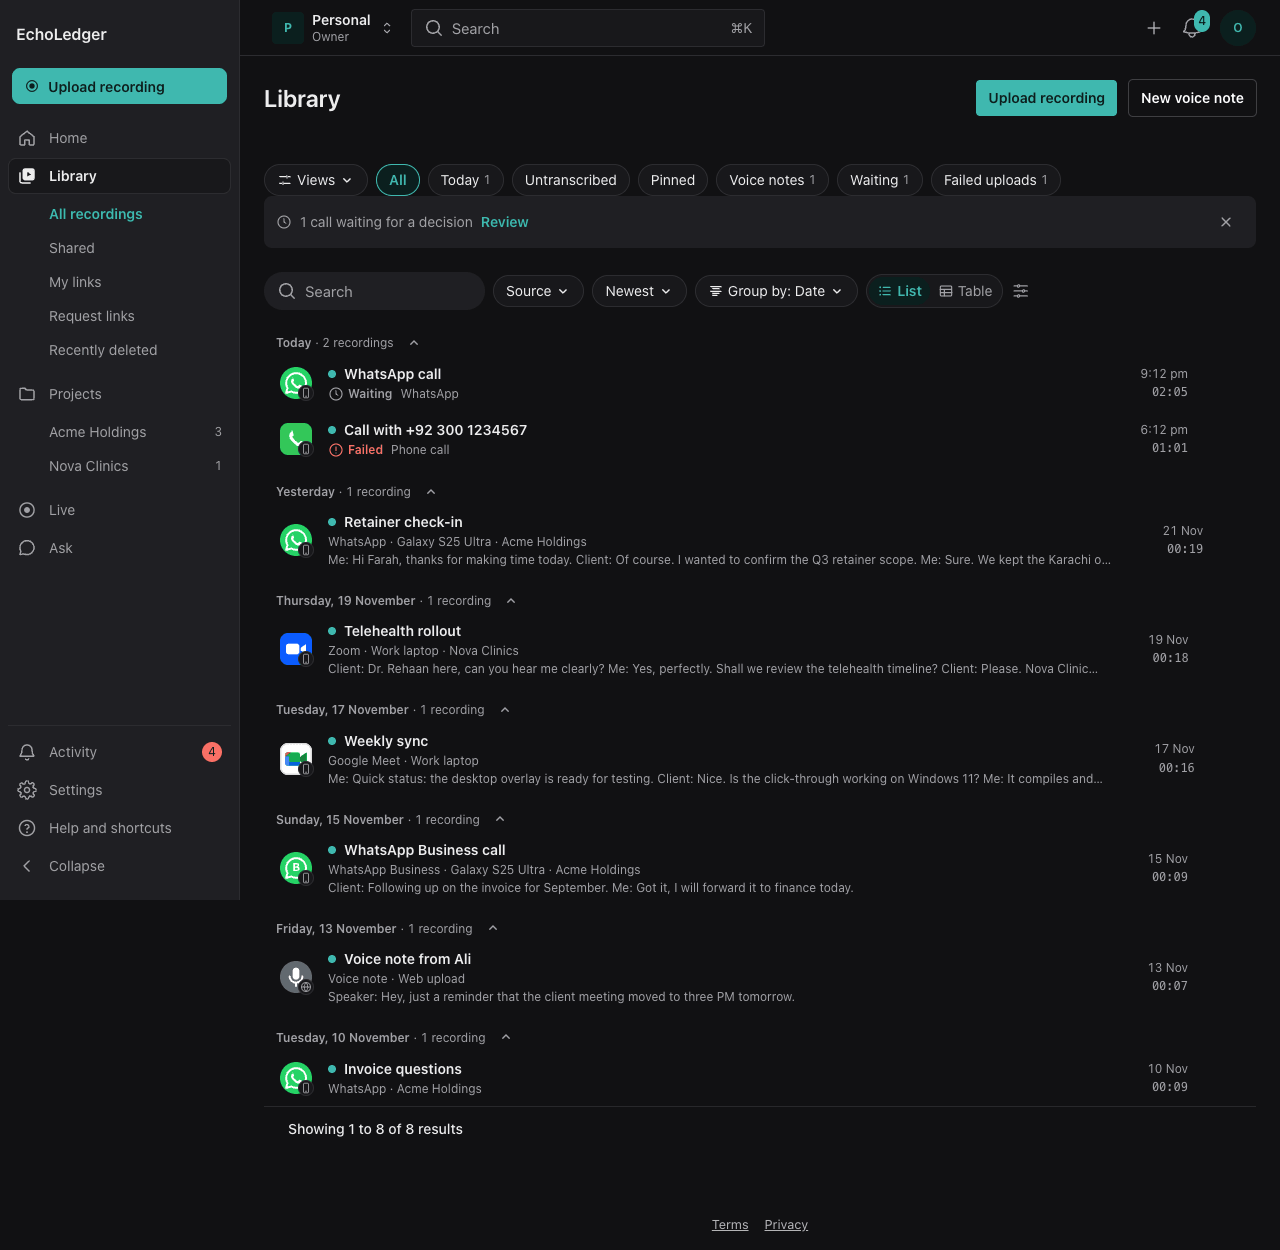 EchoLedger
P
Personal
Owner
Search
⌘K
4
O
Upload recording
Home
Library
All recordings
Shared
My links
Request links
Recently deleted
Projects
Acme Holdings 3
Nova Clinics 1
Live
Ask
Activity 4
Settings
Help and shortcuts
Collapse
Library
Upload recording
New voice note
Views
All
Today 1
Untranscribed
Pinned
Voice notes 1
Waiting 1
Failed uploads 1
1 call waiting for a decision Review
Search
Source
Newest
Group by: Date
List
Table
Today · 2 recordings
WhatsApp call 9:12 pm
Waiting WhatsApp 02:05
Call with +92 300 1234567 6:12 pm
Failed Phone call 01:01
Yesterday · 1 recording
Retainer check-in 21 Nov
WhatsApp · Galaxy S25 Ultra · Acme Holdings 00:19
Me: Hi Farah, thanks for making time today. Client: Of course. I wanted to confirm the Q3 retainer scope. Me: Sure. We kept the Karachi o...
Thursday, 19 November · 1 recording
Telehealth rollout 19 Nov
Zoom · Work laptop · Nova Clinics 00:18
Client: Dr. Rehaan here, can you hear me clearly? Me: Yes, perfectly. Shall we review the telehealth timeline? Client: Please. Nova Clinic...
Tuesday, 17 November · 1 recording
Weekly sync 17 Nov
Google Meet · Work laptop 00:16
Me: Quick status: the desktop overlay is ready for testing. Client: Nice. Is the click-through working on Windows 11? Me: It compiles and...
Sunday, 15 November · 1 recording
B
WhatsApp Business call 15 Nov
WhatsApp Business · Galaxy S25 Ultra · Acme Holdings 00:09
Client: Following up on the invoice for September. Me: Got it, I will forward it to finance today.
Friday, 13 November · 1 recording
Voice note from Ali 13 Nov
Voice note · Web upload 00:07
Speaker: Hey, just a reminder that the client meeting moved to three PM tomorrow.
Tuesday, 10 November · 1 recording
Invoice questions 10 Nov
WhatsApp · Acme Holdings 00:09
Showing 1 to 8 of 8 results
Terms Privacy